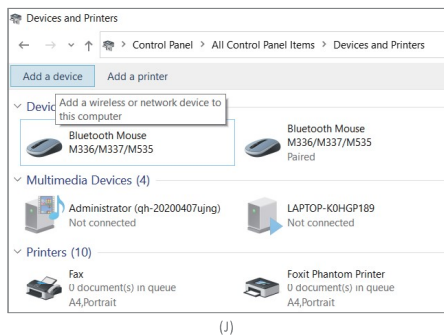 Devices and Printers
Control Panel > All Control Panel Items > Devices and Printers
Add a device Add a printer
Add a wireless or network device to
this computer
Devic
Bluetooth Mouse
M336/M337/M535
Bluetooth Mouse
M336/M337/M535
Paired
Multimedia Devices (4)
Administrator (qh-20200407ujng)
Not connected
LAPTOP-K0HGP189
Not connected
Printers (10)
Fax
0 document(s) in queue
A4,Portrait
Foxit Phantom Printer
0 document(s) in queue
A4,Portrait
(J)